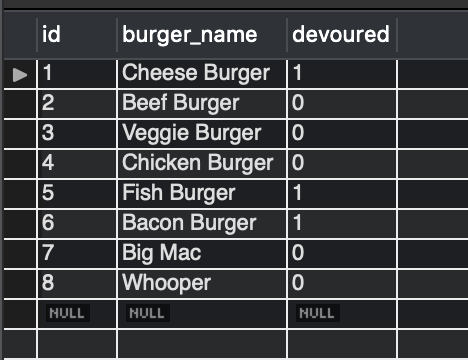 id burger_name devoured
1 Cheese Burger 1
2 Beef Burger 0
3 Veggie Burger 0
4 Chicken Burger 0
5 Fish Burger 1
6 Bacon Burger 1
7 Big Mac 0
8 Whooper 0
NULL NULL NULL